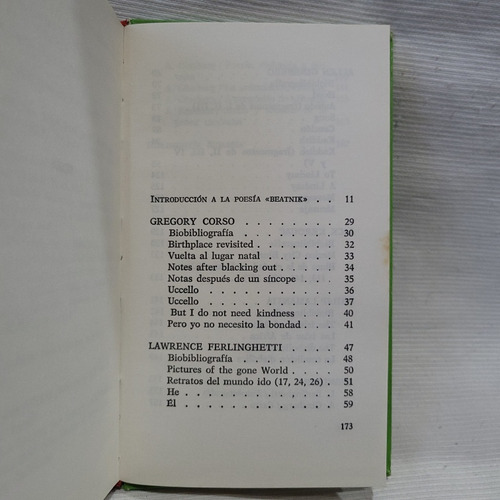 INTRODUCCIÓN A LA POESÍA «BEATNIK» . . . 11
GREGORY CORSO . . . . . . . . 29
Biobibliografía . . . . . . . . 30
Birthplace revisited . . . . . . . 32
Vuelta al lugar natal . . . . . . 33
Notes after blacking out . . . . . 34
Notas después de un síncope . . . . 35
Uccello . . . . . . . . . . 36
Uccello . . . . . . . . . . 37
But I do not need kindness . . . . 40
Pero yo no necesito la bondad . . . 41
LAWRENCE FERLINGHETTI . . . . 47
Biobibliografía . . . . . . . . 48
Pictures of the gone World . . . . 50
Retratos del mundo ido (17, 24, 26) . 51
He . . . . . . . . . . . 58
Él . . . . . . . . . . . 59
173